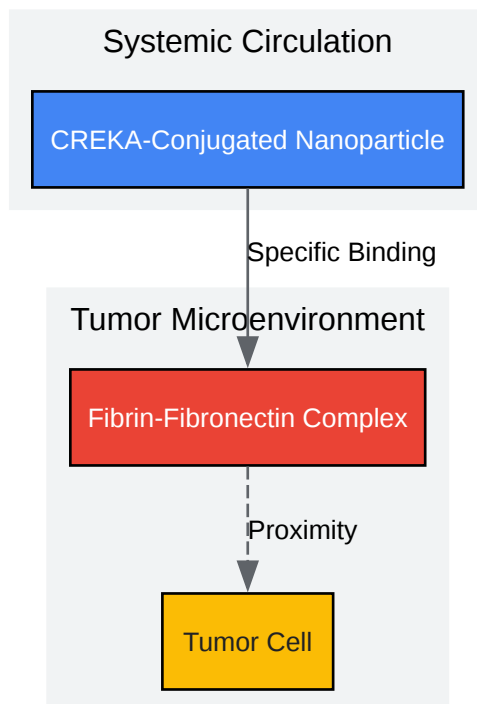 Systemic Circulation
CREKA-Conjugated Nanoparticle
Specific Binding
Tumor Microenvironment
Fibrin-Fibronectin Complex
Proximity
Tumor Cell